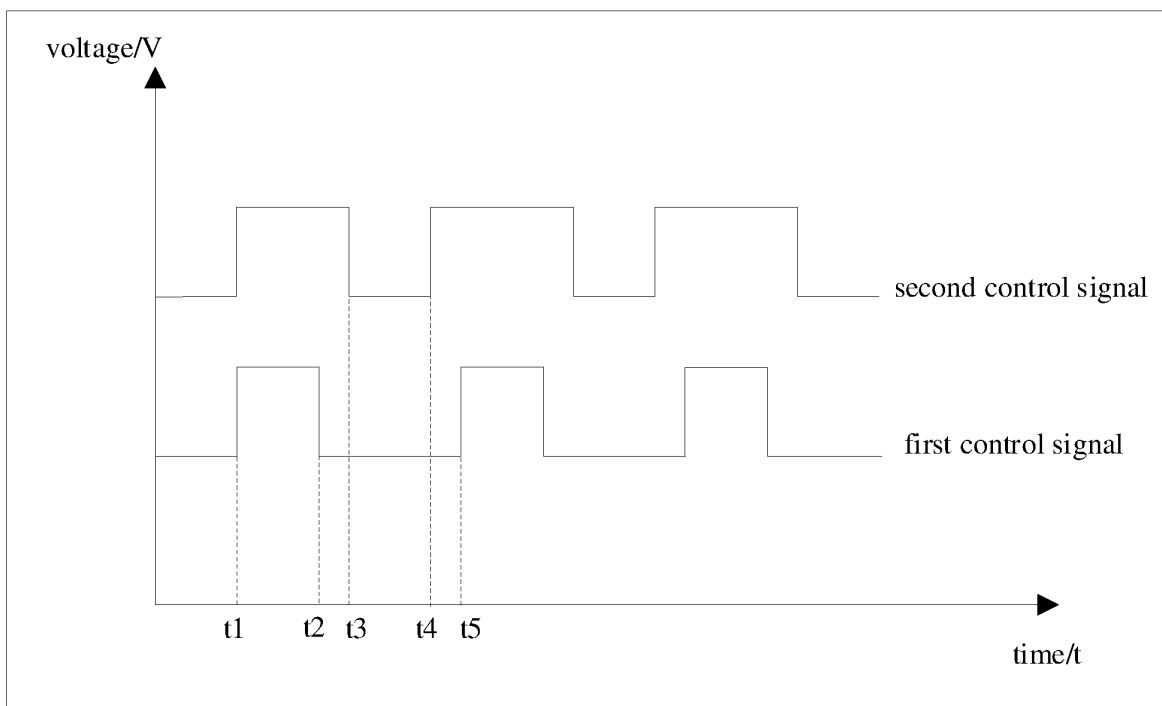 voltage/V
second control signal
first control signal
t1 t2 t3 t4 t5
time/t